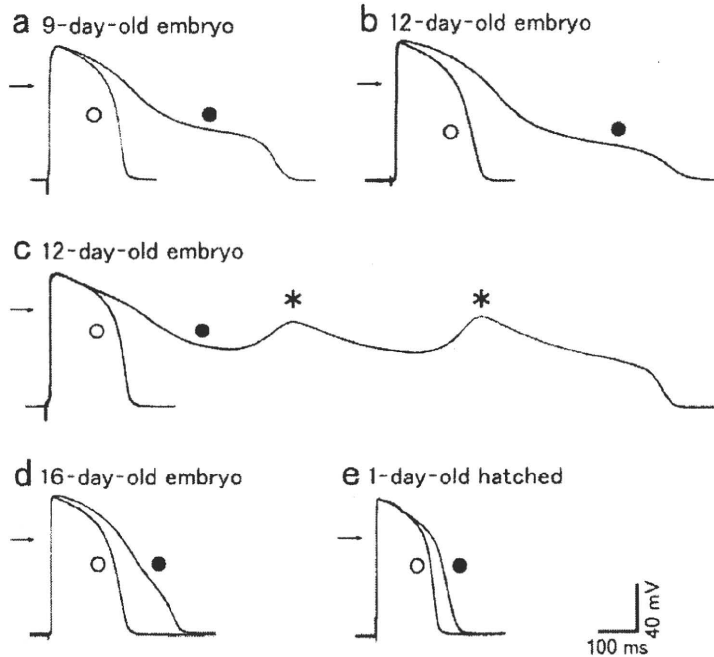 a 9-day-old embryo
b 12-day-old embryo
c 12-day-old embryo
* *
d 16-day-old embryo
e 1-day-old hatched
40 mV
100 ms